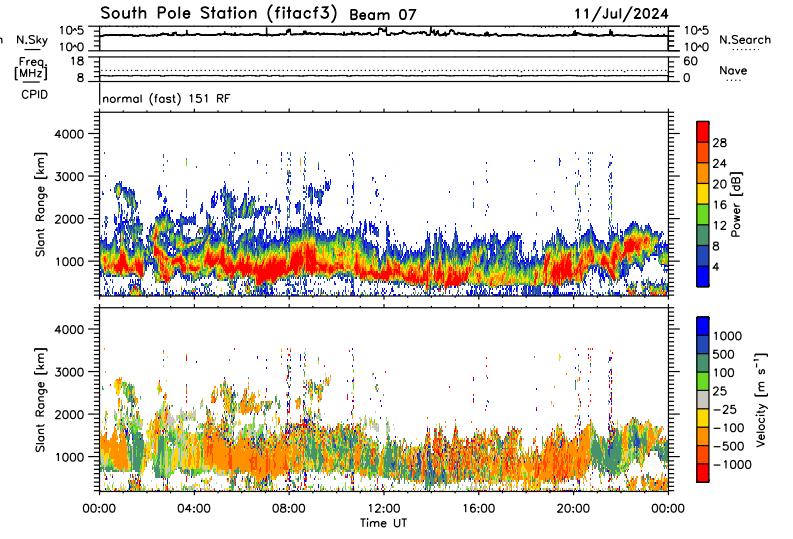 South Pole Station (fitacf3) Beam 07 11/Jul/2024
N.Sky 10^5 10^0 10^5 10^0 N.Search
Freq. [MHz] 18 8 60 0 Nave
CPID normal (fast) 151 RF
Slant Range [km] 4000 3000 2000 1000
28 24 20 16 12 8 4 Power [dB]
Slant Range [km] 4000 3000 2000 1000
1000 500 100 25 -25 -100 -500 -1000 Velocity [m s^-1]
00:00 04:00 08:00 12:00 16:00 20:00 00:00
Time UT